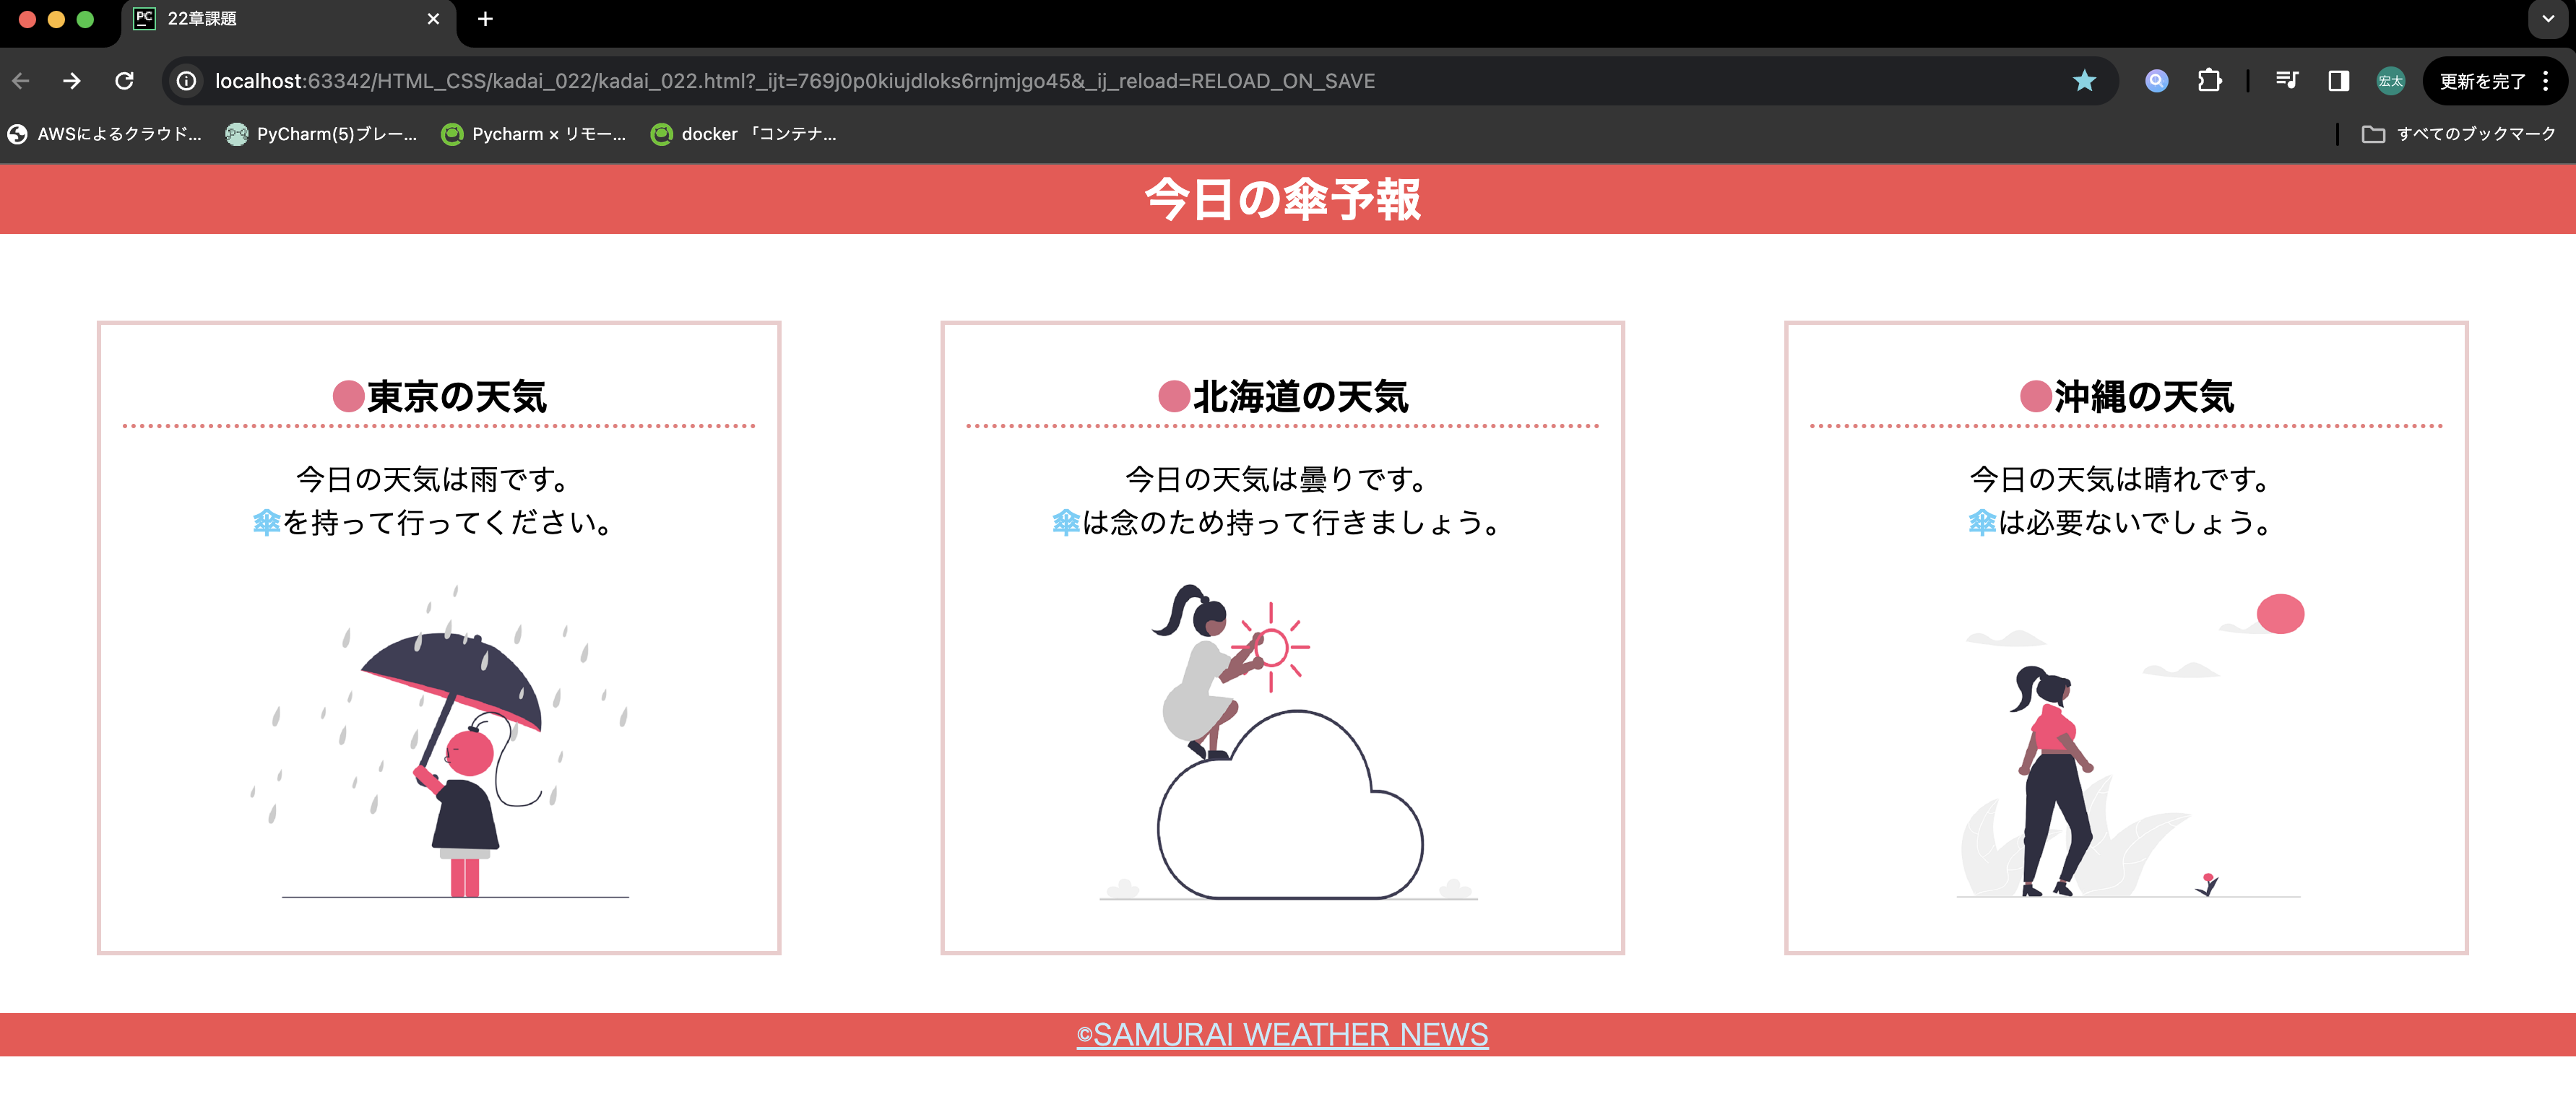 PC
22章課題
localhost:63342/HTML_CSS/kadai_022/kadai_022.html?_ijt=769j0p0kiujdloks6rnjmjgo45&_ij_reload=RELOAD_ON_SAVE
宏太
更新を完了
AWSによるクラウド...
PyCharm(5)ブレー...
Pycharm × リモー...
docker 「コンテナ...
すべてのブックマーク
今日の傘予報
●東京の天気
今日の天気は雨です。
傘を持って行ってください。
●北海道の天気
今日の天気は曇りです。
傘は念のため持って行きましょう。
●沖縄の天気
今日の天気は晴れです。
傘は必要ないでしょう。
©SAMURAI WEATHER NEWS